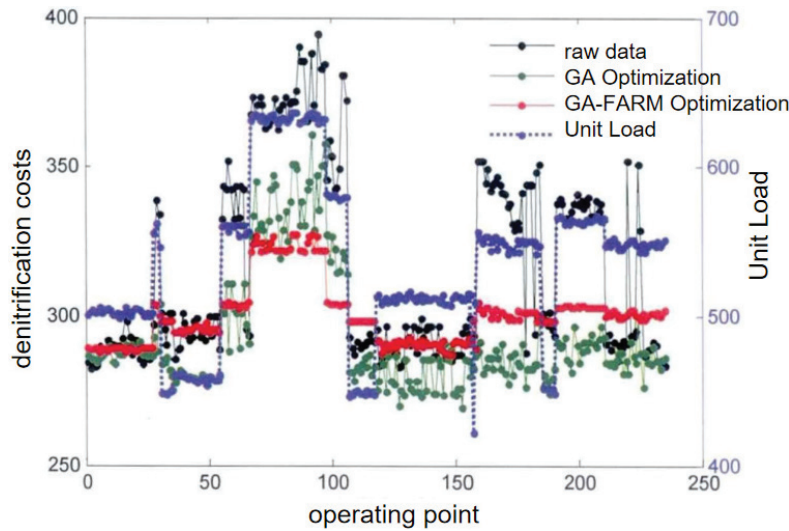 400
350
300
250
denitrification costs
700
600
500
400
Unit Load
raw data
GA Optimization
GA-FARM Optimization
Unit Load
0
50
100
150
200
250
operating point